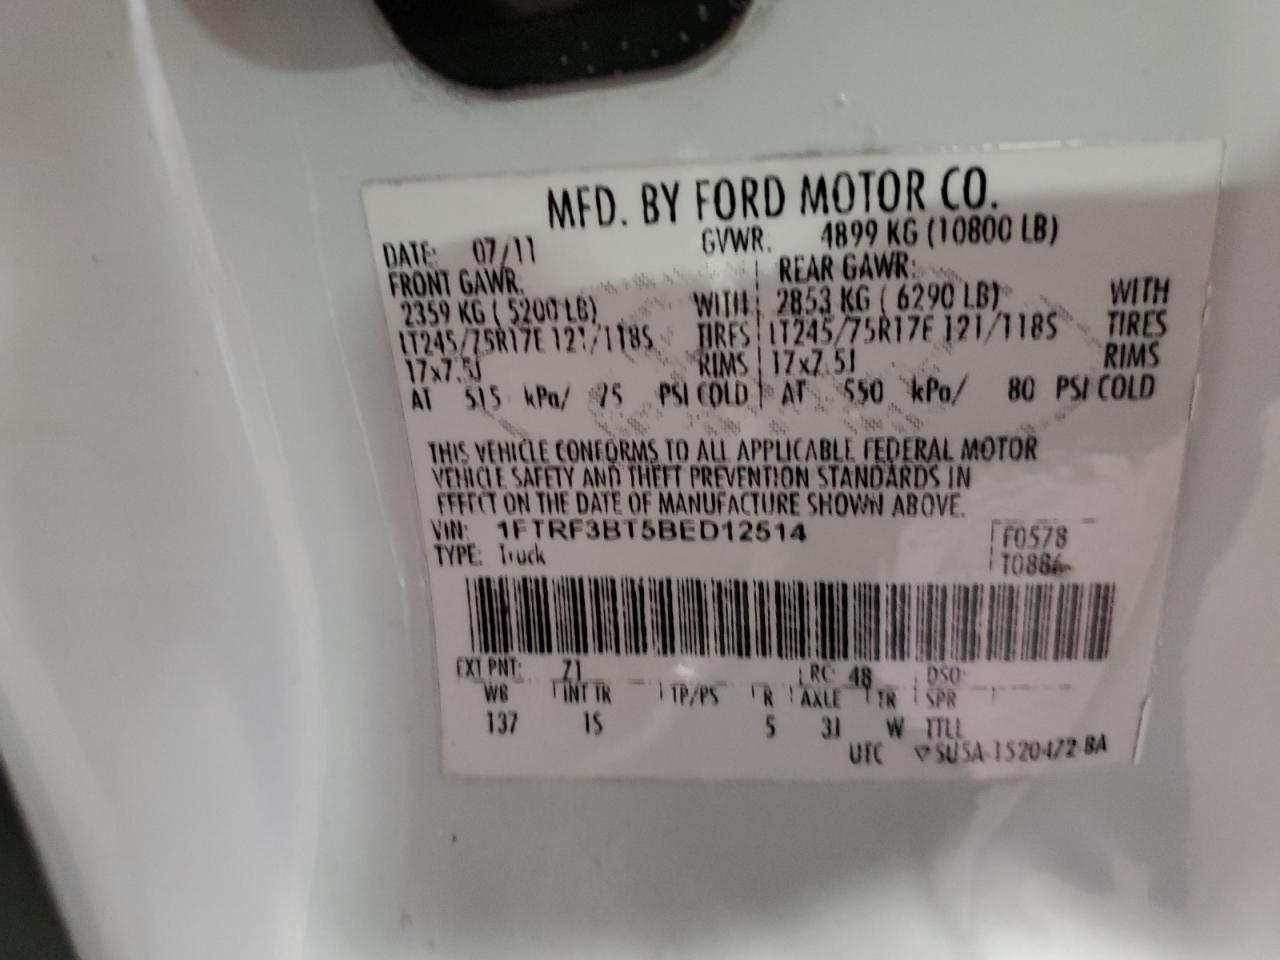 MFD. BY FORD MOTOR CO.
DATE: 07/11 GVWR. 4899 KG (10800 LB)
FRONT GAWR. REAR GAWR:
2359 KG ( 5200 LB) WITH 2853 KG ( 6290 LB) WITH
LT245/75R17E 121/118S TIRES LT245/75R17E 121/118S TIRES
17x7.5J RIMS 17x7.5J RIMS
AT 515 kPa/ 75 PSI COLD AT 550 kPa/ 80 PSI COLD
THIS VEHICLE CONFORMS TO ALL APPLICABLE FEDERAL MOTOR
VEHICLE SAFETY AND THEFT PREVENTION STANDARDS IN
EFFECT ON THE DATE OF MANUFACTURE SHOWN ABOVE.
VIN: 1FTRF3BT5BED12514 F0578
TYPE: Truck T0886
EXT PNT: Z1 RC: 48 DSO:
WB INT TR TP/PS R AXLE TR SPR
137 IS 5 31 W TTLL
UTC ▽SU5A-1520472-BA